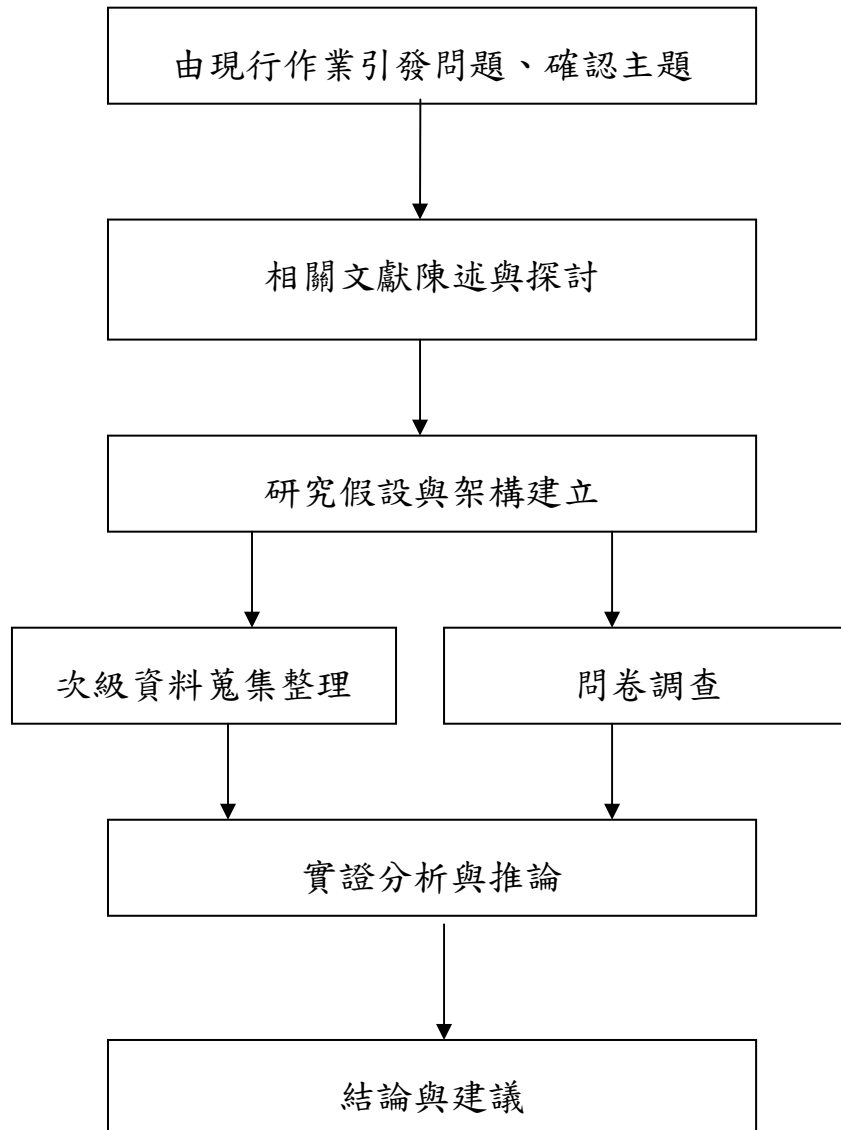 由現行作業引發問題、確認主題
相關文獻陳述與探討
研究假設與架構建立
次級資料蒐集整理
問卷調查
實證分析與推論
結論與建議